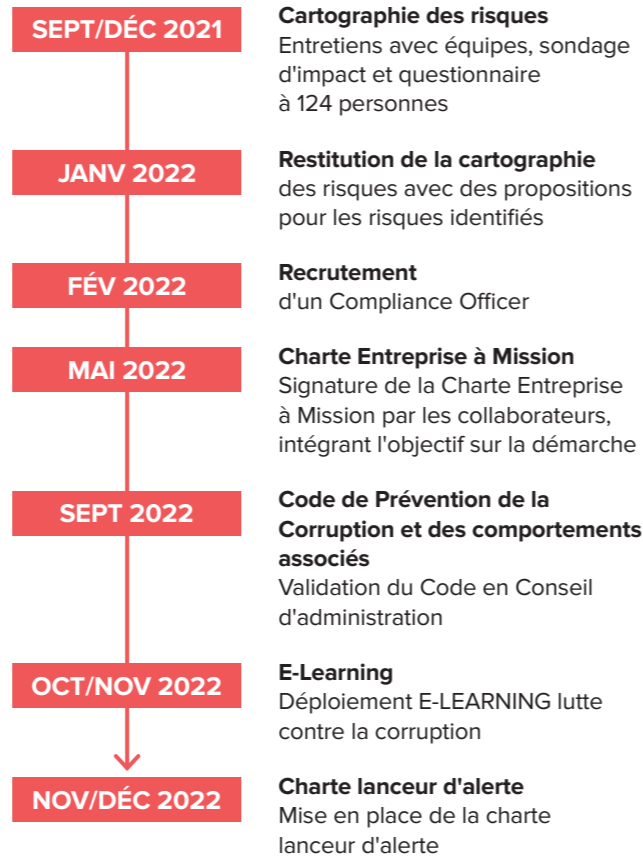 SEPT/DÉC 2021
Cartographie des risques
Entretiens avec équipes, sondage
d'impact et questionnaire
à 124 personnes
JANV 2022
Restitution de la cartographie
des risques avec des propositions
pour les risques identifiés
FÉV 2022
Recrutement
d'un Compliance Officer
MAI 2022
Charte Entreprise à Mission
Signature de la Charte Entreprise
à Mission par les collaborateurs,
intégrant l'objectif sur la démarche
SEPT 2022
Code de Prévention de la
Corruption et des comportements
associés
Validation du Code en Conseil
d'administration
OCT/NOV 2022
E-Learning
Déploiement E-LEARNING lutte
contre la corruption
NOV/DÉC 2022
Charte lanceur d'alerte
Mise en place de la charte
lanceur d'alerte